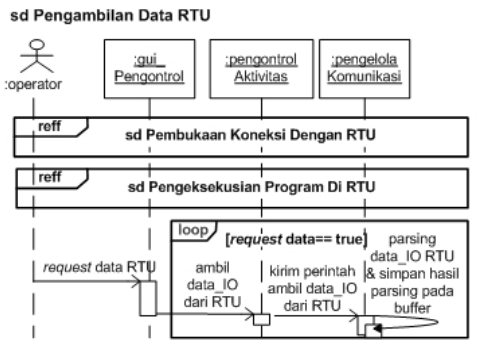 sd Pengambilan Data RTU
:operator
:gui_
Pengontrol
:pengontrol
Aktivitas
:pengelola
Komunikasi
reff
sd Pembukaan Koneksi Dengan RTU
reff
sd Pengeksekusian Program Di RTU
loop
[request data== true]
request data RTU
ambil
data_IO
dari RTU
kirim perintah
ambil data_IO
dari RTU
parsing
data_IO RTU
& simpan hasil
parsing pada
buffer